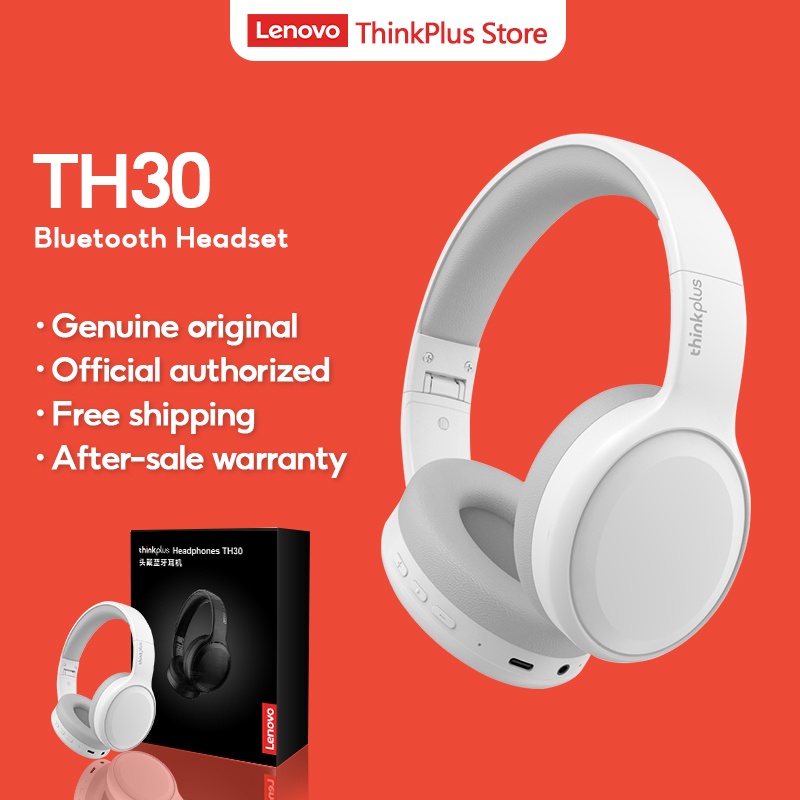 Lenovo ThinkPlus Store
TH30
Bluetooth Headset
• Genuine original
• Official authorized
• Free shipping
• After-sale warranty
thinkplus
thinkplus Headphones TH30
头戴蓝牙耳机
Lenovo